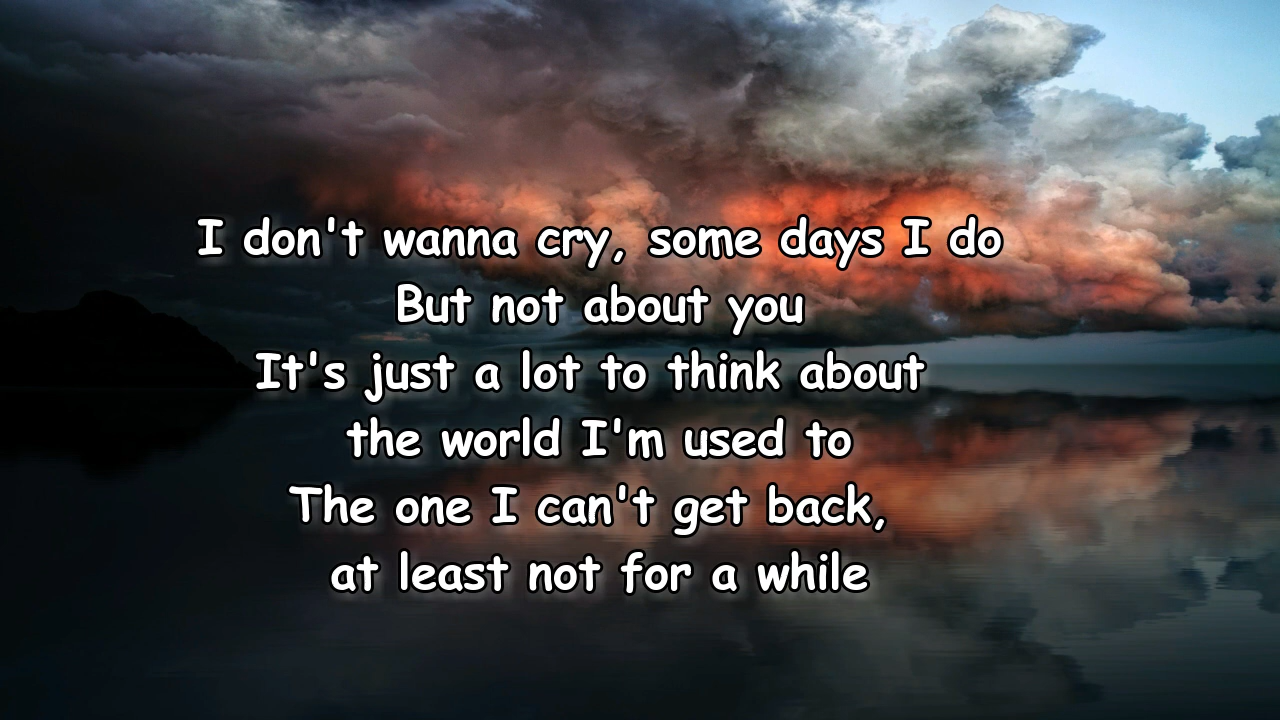 I don't wanna cry, some days I do
But not about you
It's just a lot to think about
the world I'm used to
The one I can't get back,
at least not for a while